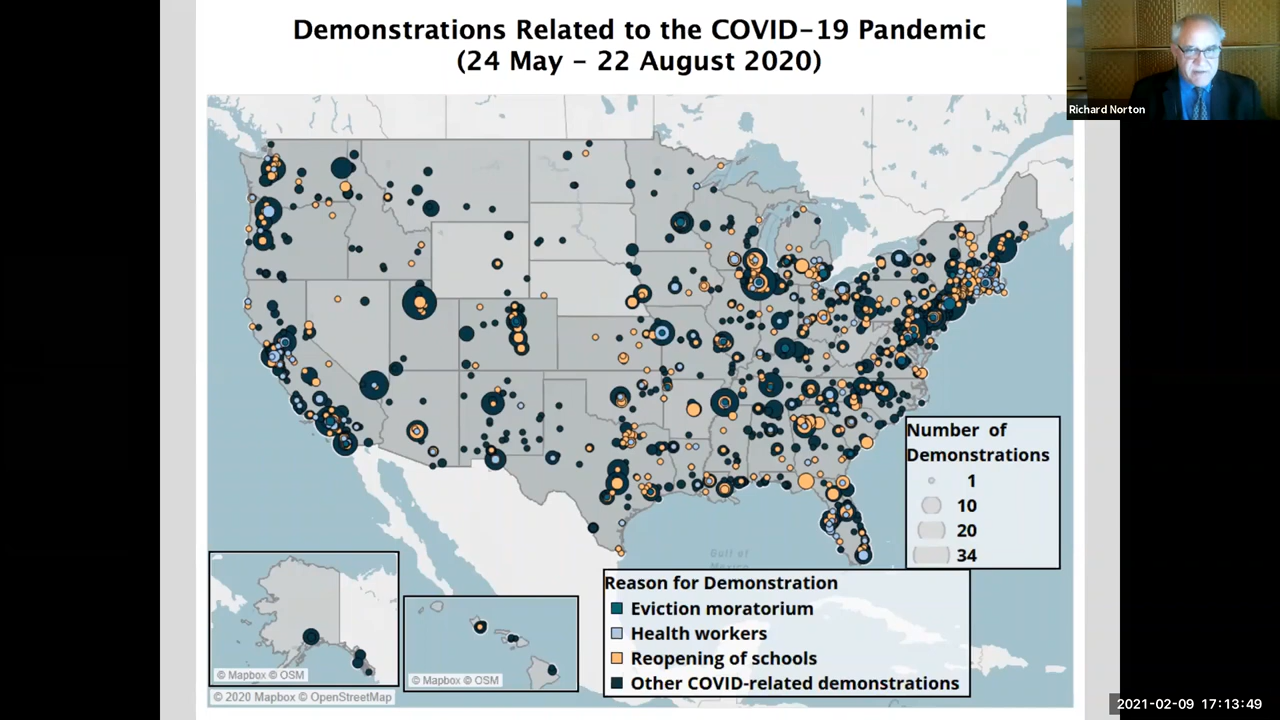 Demonstrations Related to the COVID-19 Pandemic
(24 May - 22 August 2020)
Richard Norton
Number of
Demonstrations
1
10
20
34
Gulf of
Mexico
Reason for Demonstration
Eviction moratorium
Health workers
Reopening of schools
Other COVID-related demonstrations
© Mapbox © OSM
© Mapbox © OSM
© 2020 Mapbox © OpenStreetMap
2021-02-09 17:13:49